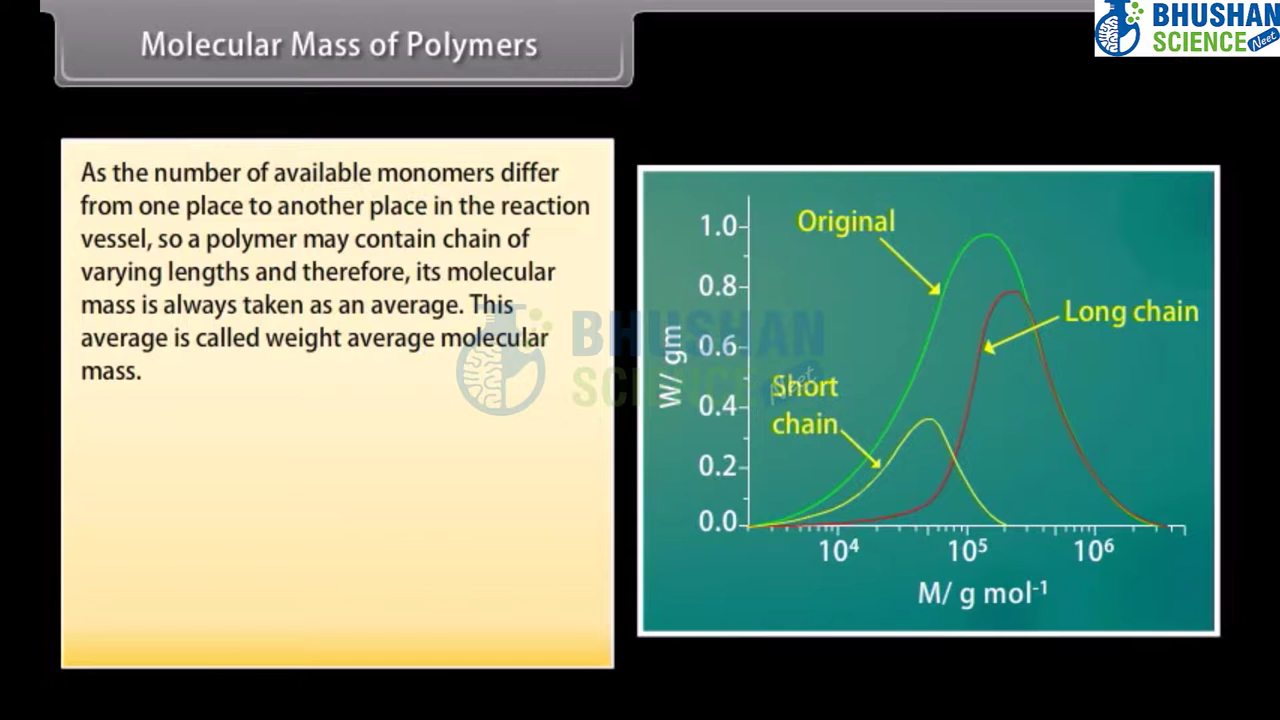 Molecular Mass of Polymers
BHUSHAN
SCIENCE Neet
As the number of available monomers differ
from one place to another place in the reaction
vessel, so a polymer may contain chain of
varying lengths and therefore, its molecular
mass is always taken as an average. This
average is called weight average molecular
mass.
BHUSHAN
SCIENCE Neet
Original
Long chain
Short
chain
W/ gm
1.0
0.8
0.6
0.4
0.2
0.0
10⁴ 10⁵ 10⁶
M/ g mol⁻¹